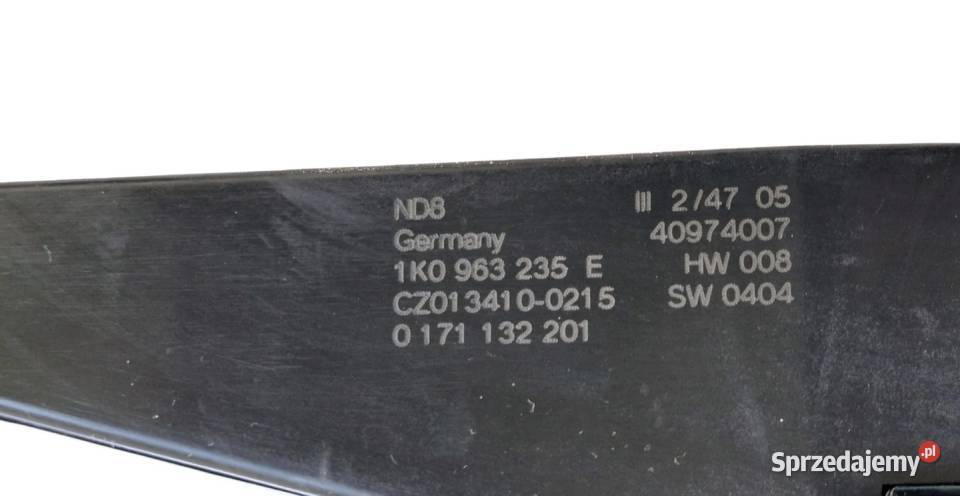 ND8
Germany
1K0 963 235 E
CZ013410-0215
0 171 132 201
III 2/47 05
40974007
HW 008
SW 0404
Sprzedajemy.pl